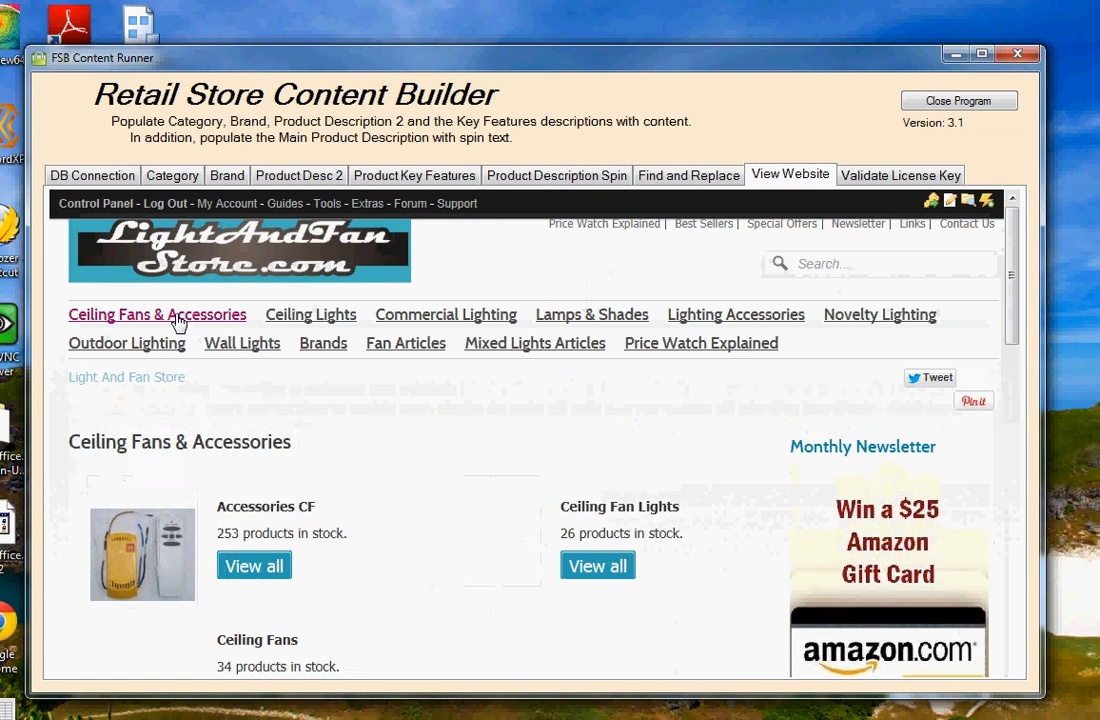 FSB Content Runner
Retail Store Content Builder
Populate Category, Brand, Product Description 2 and the Key Features descriptions with content.
In addition, populate the Main Product Description with spin text.
Close Program
Version: 3.1
DB Connection Category Brand Product Desc 2 Product Key Features Product Description Spin Find and Replace View Website Validate License Key
Control Panel - Log Out - My Account - Guides - Tools - Extras - Forum - Support
Price Watch Explained | Best Sellers | Special Offers | Newsletter | Links | Contact Us
LightAndFan
Store.com
Search...
Ceiling Fans & Accessories Ceiling Lights Commercial Lighting Lamps & Shades Lighting Accessories Novelty Lighting
Outdoor Lighting Wall Lights Brands Fan Articles Mixed Lights Articles Price Watch Explained
Light And Fan Store
Tweet
Pin it
Ceiling Fans & Accessories
Monthly Newsletter
Accessories CF
253 products in stock.
View all
Ceiling Fan Lights
26 products in stock.
View all
Win a $25
Amazon
Gift Card
Ceiling Fans
34 products in stock.
amazon.com